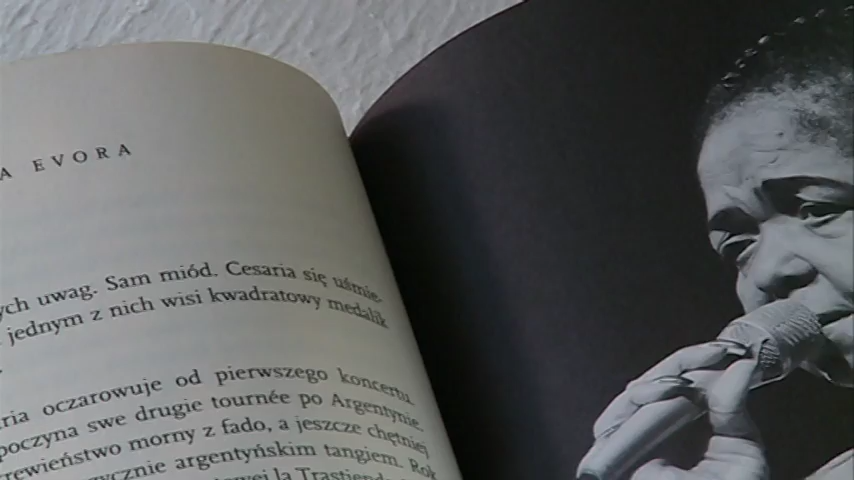 A EVORA
ych uwag. Sam miód. Cesaria się uśmie-
jednym z nich wisi kwadratowy medalik
ria oczarowuje od pierwszego koncertu.
poczyna swe drugie tournée po Argentynie.
rewieństwo morny z fado, a jeszcze chętniej
ycznie argentyńskim tangiem. Rok
la